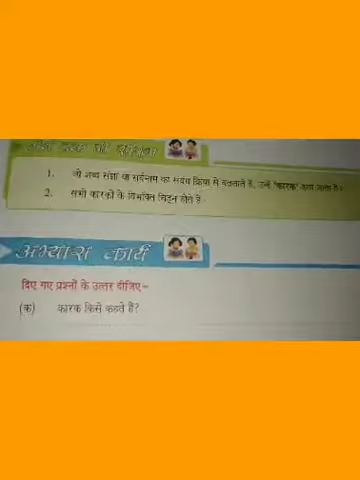 1. जो शब्द संज्ञा या सर्वनाम का संबंध क्रिया से बतलाते हैं, उन्हें 'कारक' कहा जाता है।
2. सभी कारकों के विभक्ति चिह्न होते हैं
अभ्यास कार्य
दिए गए प्रश्नों के उत्तर दीजिए–
(क) कारक किसे कहते हैं?